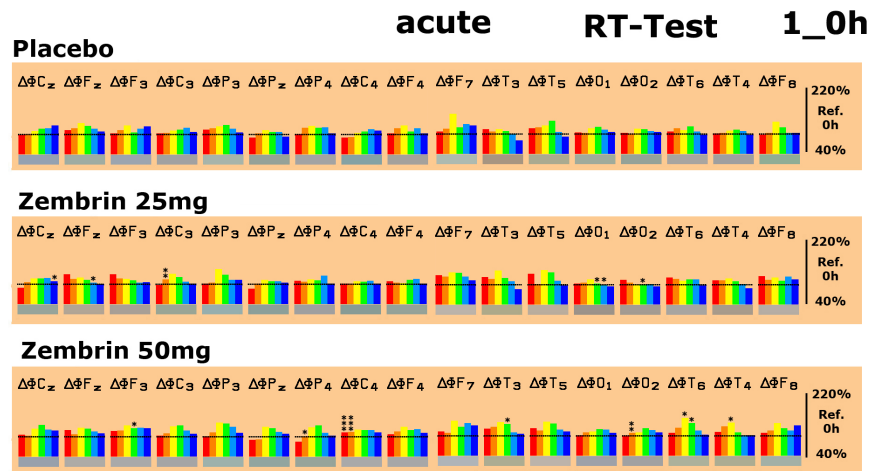 acute RT-Test 1_0h
Placebo
ΔΦCz ΔΦFz ΔΦF3 ΔΦC3 ΔΦP3 ΔΦPz ΔΦP4 ΔΦC4 ΔΦF4 ΔΦF7 ΔΦT3 ΔΦT5 ΔΦO1 ΔΦO2 ΔΦT6 ΔΦT4 ΔΦF8
220%
Ref.
0h
40%
Zembrin 25mg
ΔΦCz ΔΦFz ΔΦF3 ΔΦC3 ΔΦP3 ΔΦPz ΔΦP4 ΔΦC4 ΔΦF4 ΔΦF7 ΔΦT3 ΔΦT5 ΔΦO1 ΔΦO2 ΔΦT6 ΔΦT4 ΔΦF8
220%
Ref.
0h
40%
Zembrin 50mg
ΔΦCz ΔΦFz ΔΦF3 ΔΦC3 ΔΦP3 ΔΦPz ΔΦP4 ΔΦC4 ΔΦF4 ΔΦF7 ΔΦT3 ΔΦT5 ΔΦO1 ΔΦO2 ΔΦT6 ΔΦT4 ΔΦF8
220%
Ref.
0h
40%